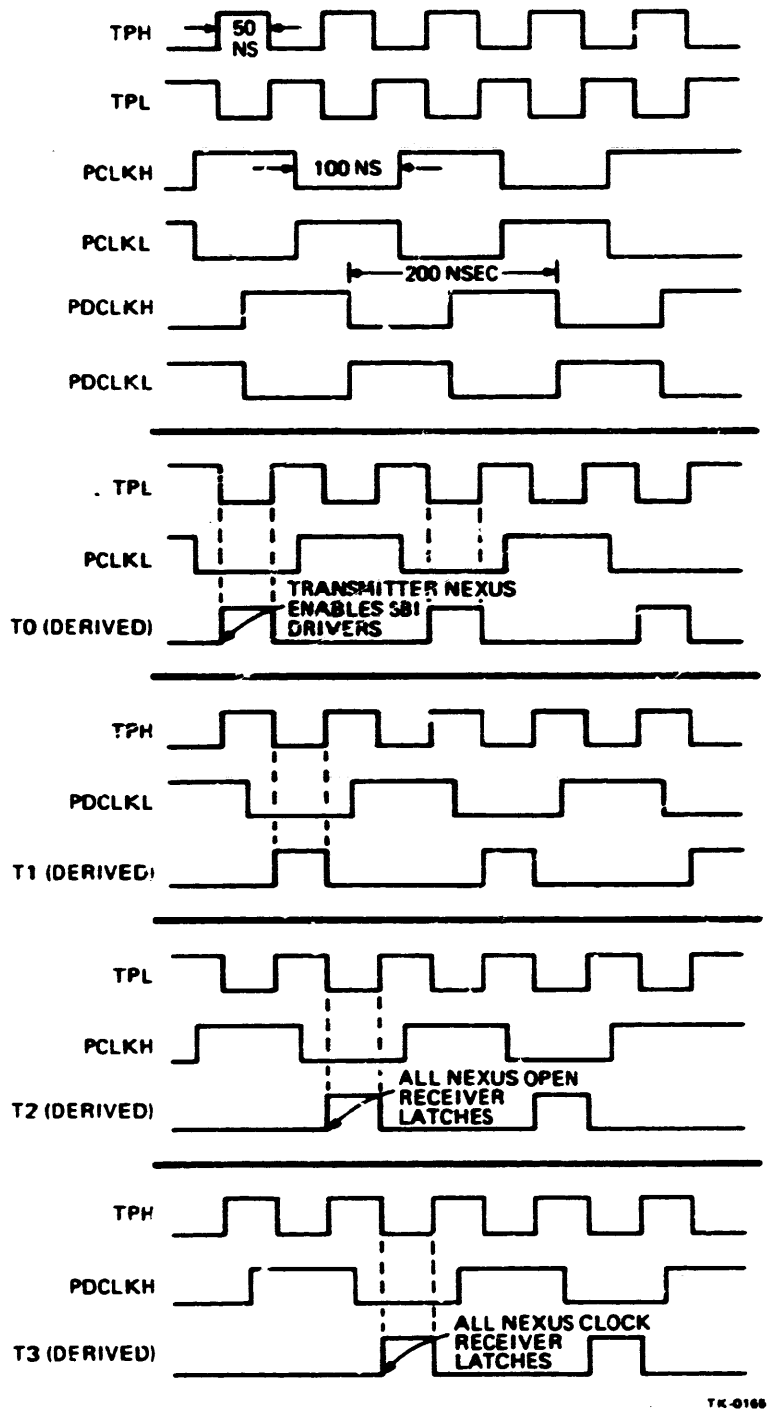 TPH
50
NS
TPL
PCLKH
100 NS
PCLKL
200 NSEC
PDCLKH
PDCLKL
TPL
PCLKL
TRANSMITTER NEXUS
ENABLES SBI
DRIVERS
T0 (DERIVED)
TPH
PDCLKL
T1 (DERIVED)
TPL
PCLKH
ALL NEXUS OPEN
RECEIVER
LATCHES
T2 (DERIVED)
TPH
PDCLKH
ALL NEXUS CLOCK
RECEIVER
LATCHES
T3 (DERIVED)
TK-0166